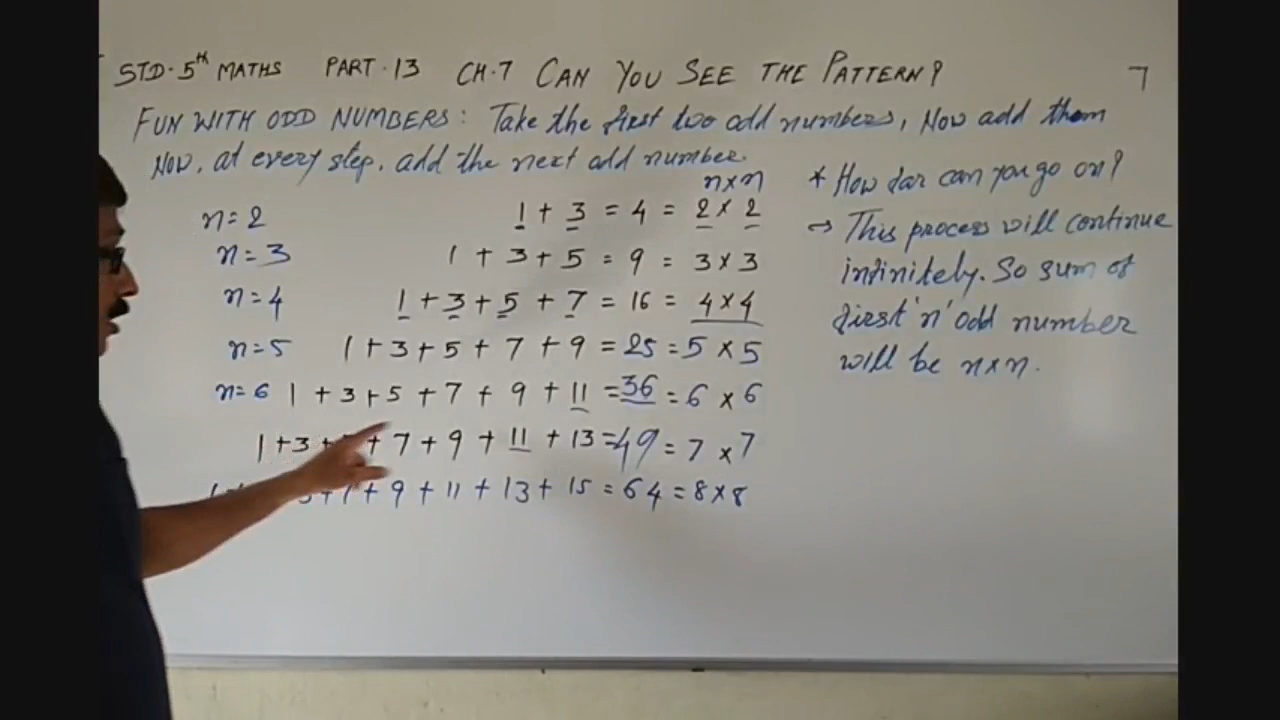 STD. 5th MATHS PART. 13 CH.7 CAN YOU SEE THE PATTERN? 7
FUN WITH ODD NUMBERS: Take the first two odd numbers, Now add them
Now, at every step, add the next odd number.
n×n
n=2 1 + 3 = 4 = 2 × 2
n=3 1 + 3 + 5 = 9 = 3 × 3
n=4 1 + 3 + 5 + 7 = 16 = 4 × 4
n=5 1 + 3 + 5 + 7 + 9 = 25 = 5 × 5
n=6 1 + 3 + 5 + 7 + 9 + 11 = 36 = 6 × 6
1 + 3 + + 7 + 9 + 11 + 13 = 49 = 7 × 7
+ 7 + 9 + 11 + 13 + 15 = 64 = 8 × 8
* How far can you go on?
→ This process will continue
infinitely. So sum of
first 'n' odd number
will be n×n.